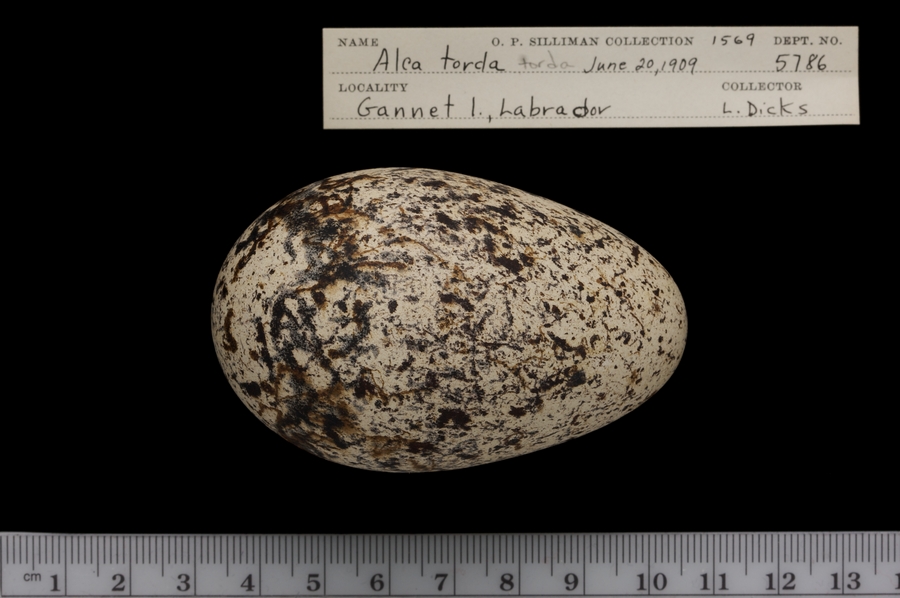 NAME O. P. SILLIMAN COLLECTION 1569 DEPT. NO.
Alca torda torda June 20, 1909 5786
LOCALITY COLLECTOR
Gannet I., Labrador L. Dicks
cm 1 2 3 4 5 6 7 8 9 10 11 12 13